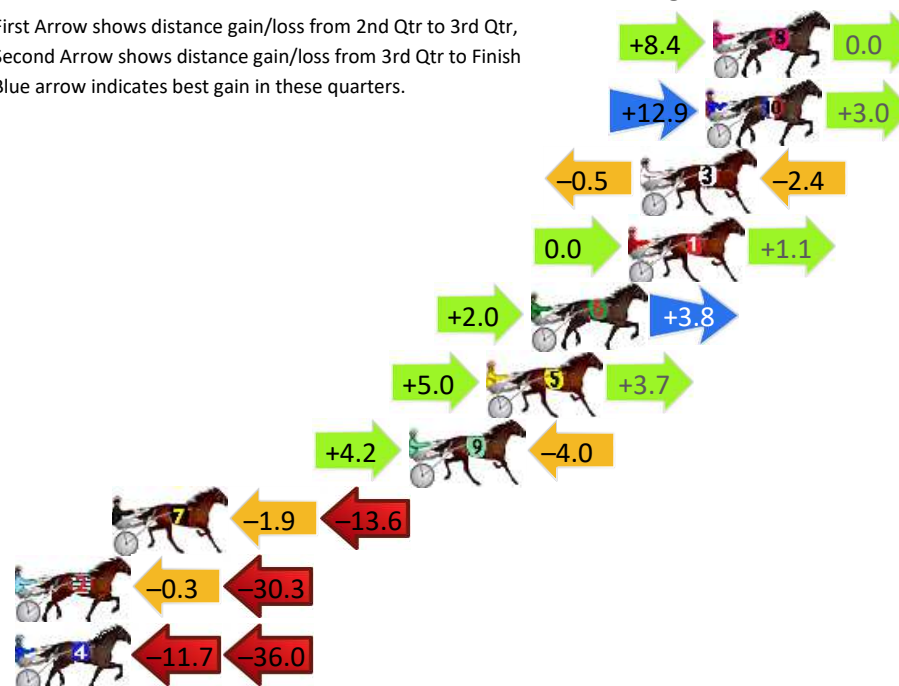 First Arrow shows distance gain/loss from 2nd Qtr to 3rd Qtr,
Second Arrow shows distance gain/loss from 3rd Qtr to Finish
Blue arrow indicates best gain in these quarters.
+8.4 8 0.0
+12.9 10 +3.0
–0.5 3 –2.4
0.0 1 +1.1
+2.0 6 +3.8
+5.0 5 +3.7
+4.2 9 –4.0
7 –1.9 –13.6
2 –0.3 –30.3
4 –11.7 –36.0